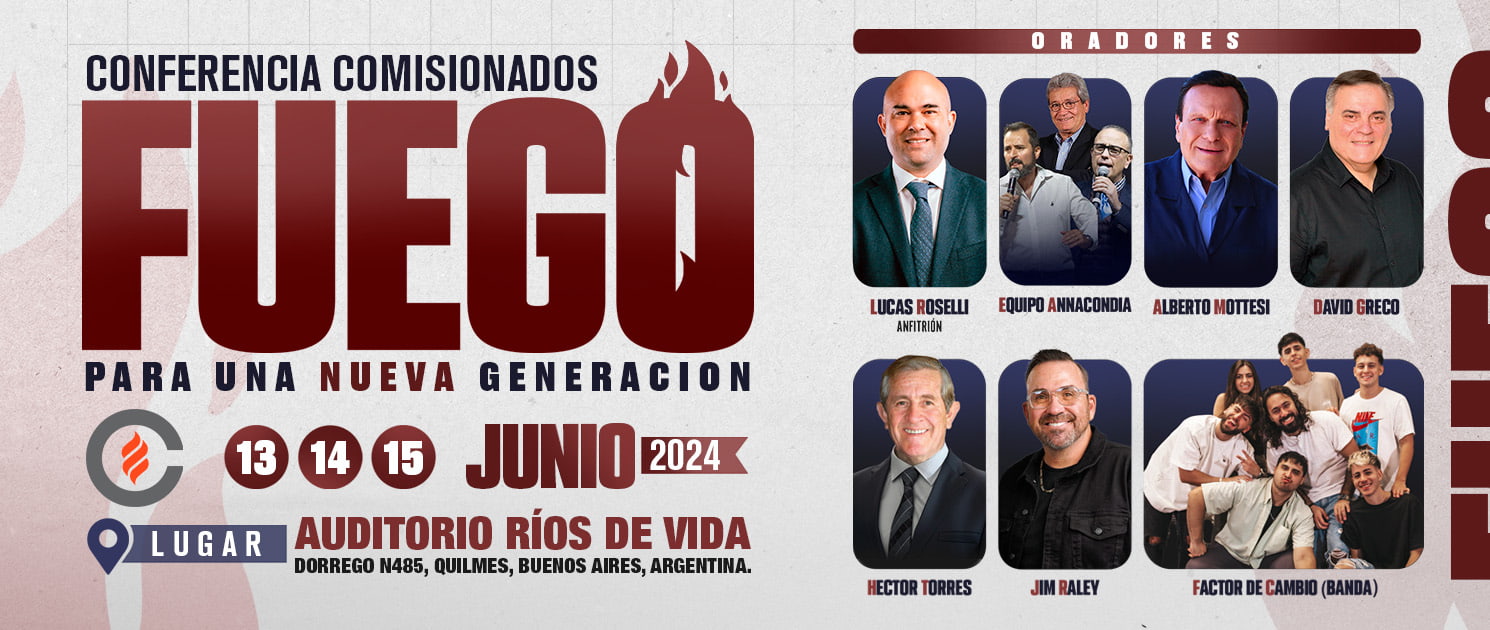 CONFERENCIA COMISIONADOS
FUEGO
PARA UNA NUEVA GENERACION
13 14 15 JUNIO 2024
LUGAR
AUDITORIO RÍOS DE VIDA
DORREGO N485, QUILMES, BUENOS AIRES, ARGENTINA.
ORADORES
LUCAS ROSELLI
ANFITRIÓN
EQUIPO ANNACONDIA
ALBERTO MOTTESI
DAVID GRECO
HECTOR TORRES
JIM RALEY
FACTOR DE CAMBIO (BANDA)
NIKE
FUEGO